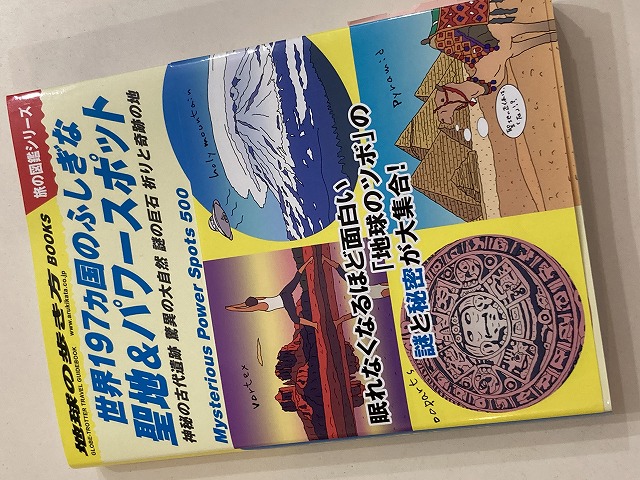 地球の歩き方 BOOKS
GLOBE-TROTTER TRAVEL GUIDEBOOK
www.arukikata.co.jp
旅の図鑑シリーズ
世界197ヵ国のふしぎな
聖地&パワースポット
神秘の古代遺跡 驚異の大自然 謎の巨石 祈りと奇跡の地
Mysterious Power Spots 500
holy mountain
pyramid
vortex
ooparts
眠れなくなるほど面白い
「地球のツボ」の
謎と秘密が大集合!